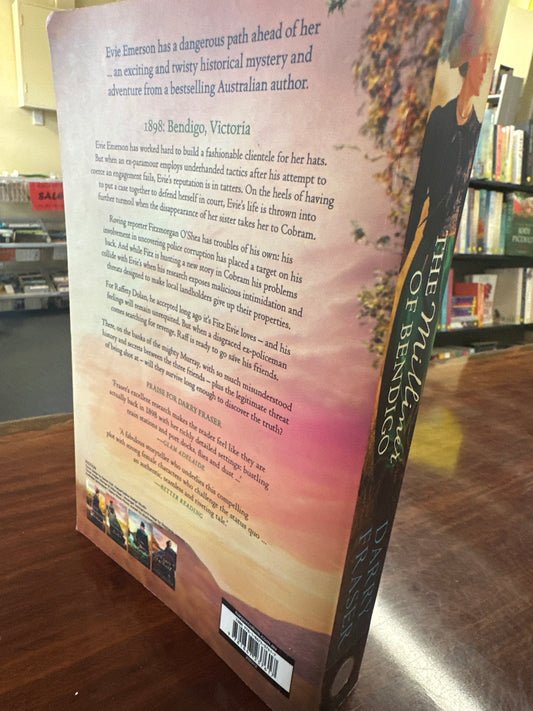 Evie Emerson has a dangerous path ahead of her
... an exciting and twisty historical mystery and
adventure from a bestselling Australian author.
1898: Bendigo, Victoria
Evie Emerson has worked hard to build a fashionable clientele for her hats.
But when an ex-paramour employs underhanded tactics after his attempt to
coerce an engagement fails, Evie's reputation is in tatters. On the heels of having
to put a case together to defend herself in court, Evie's life is thrown into
further turmoil when the disappearance of her sister takes her to Cobram.
Roving reporter Fitzmorgan O'Shea has troubles of his own: his
involvement in uncovering police corruption has placed a target on his
back. And while Fitz is hunting a new story in Cobram his problems
collide with Evie's when his research exposes malicious intimidation and
threats designed to make local landholders give up their properties.
For Raffety Dolan, he accepted long ago it's Fitz Evie loves – and his
feelings will remain unrequited. But when a disgraced ex-policeman
comes searching for revenge, Raff is ready to go save his friends.
There, on the banks of the mighty Murray, with so much misunderstood
history and secrets between the three friends – plus the legitimate threat
of being shot at – will they survive long enough to discover the truth?
PRAISE FOR DARRY FRASER
'Fraser's excellent research makes the reader feel like they are
actually back in 1898 with her richly detailed settings: bustling
train stations and port docks, flies and dust ...'
—GLAM ADELAIDE
'A fabulous storyteller who underlies this compelling
plot with strong female characters who challenge the status quo ...
an authentic, seamless and riveting tale.'
—BETTER READING
THE Milliner
OF BENDIGO
DARRY
FRASER
SALE